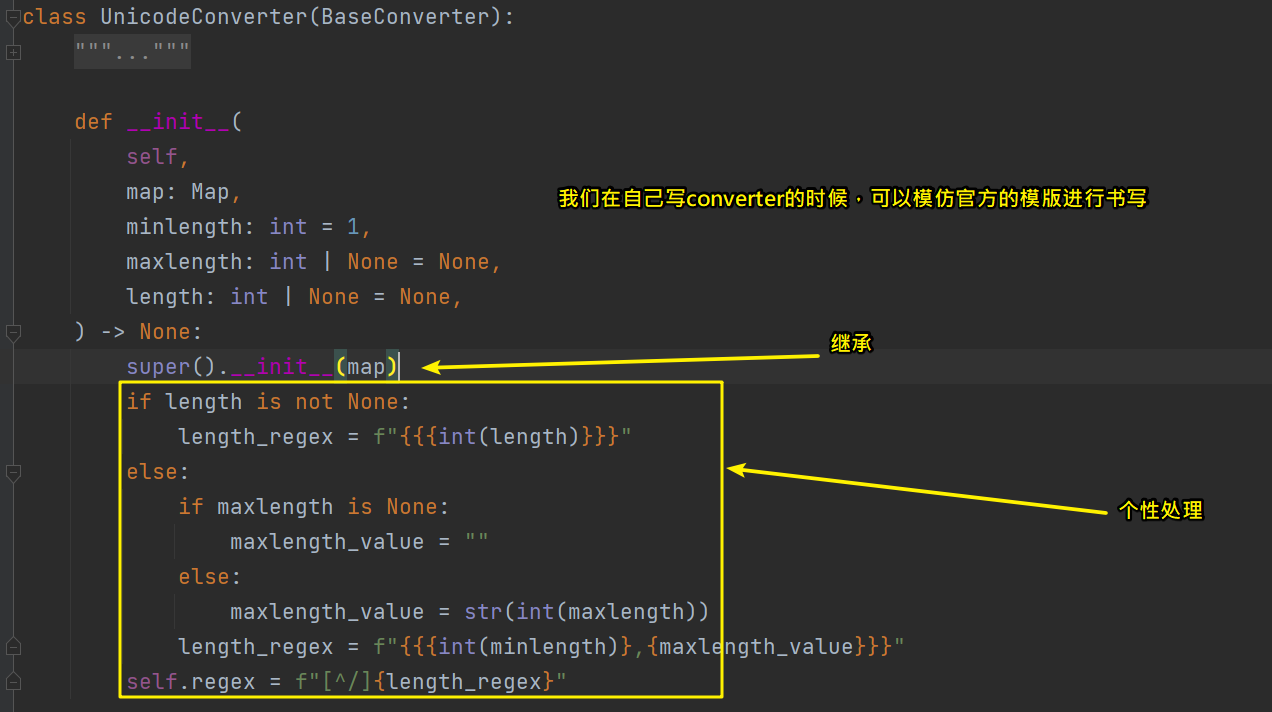 class UnicodeConverter(BaseConverter):
    """..."""
    def __init__(
        self,
        map: Map,
我们在自己写converter的时候，可以模仿官方的模版进行书写
        minlength: int = 1,
        maxlength: int | None = None,
        length: int | None = None,
    ) -> None:
继承
        super().__init__(map)
        if length is not None:
            length_regex = f"{{{int(length)}}}"
        else:
            if maxlength is None:
个性处理
                maxlength_value = ""
            else:
                maxlength_value = str(int(maxlength))
            length_regex = f"{{{int(minlength)},{maxlength_value}}}"
        self.regex = f"[^/]{length_regex}"